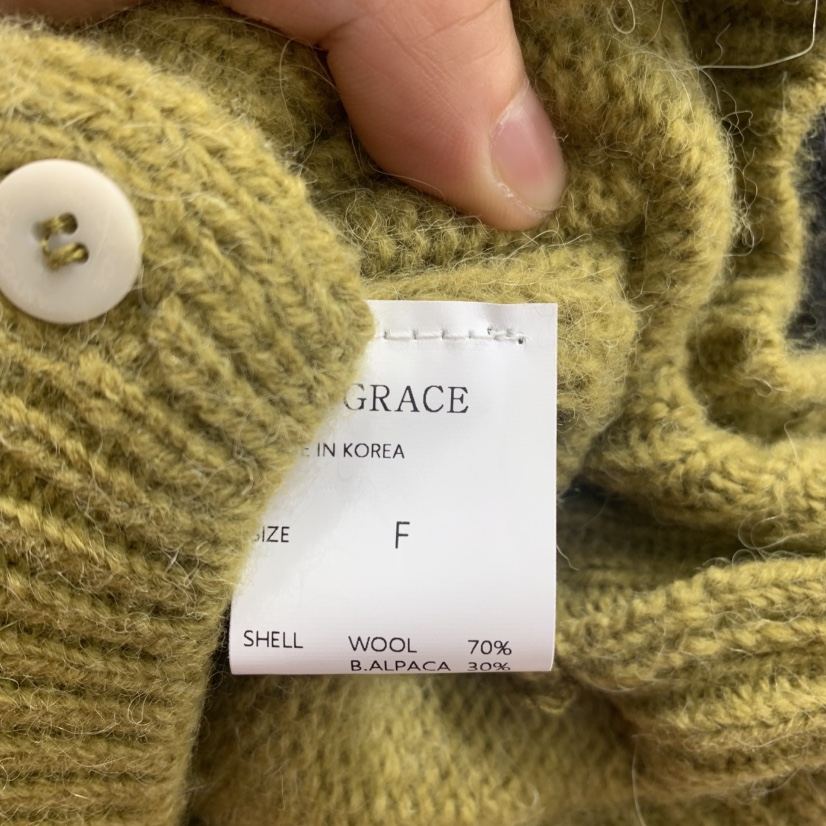 GRACE
IN KOREA
SIZE F
SHELL WOOL 70%
B.ALPACA 30%